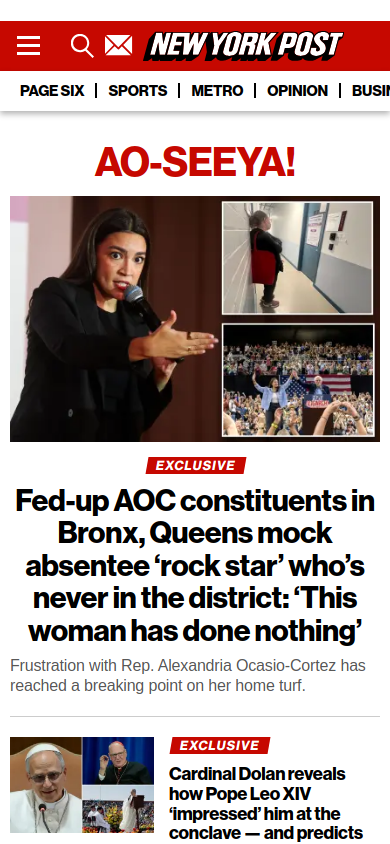 NEW YORK POST
PAGE SIX
SPORTS
METRO
OPINION
BUSIN
AO-SEEYA!
EXCLUSIVE
Fed-up AOC constituents in
Bronx, Queens mock
absentee ‘rock star’ who’s
never in the district: ‘This
woman has done nothing’
Frustration with Rep. Alexandria Ocasio-Cortez has
reached a breaking point on her home turf.
EXCLUSIVE
Cardinal Dolan reveals
how Pope Leo XIV
‘impressed’ him at the
conclave — and predicts